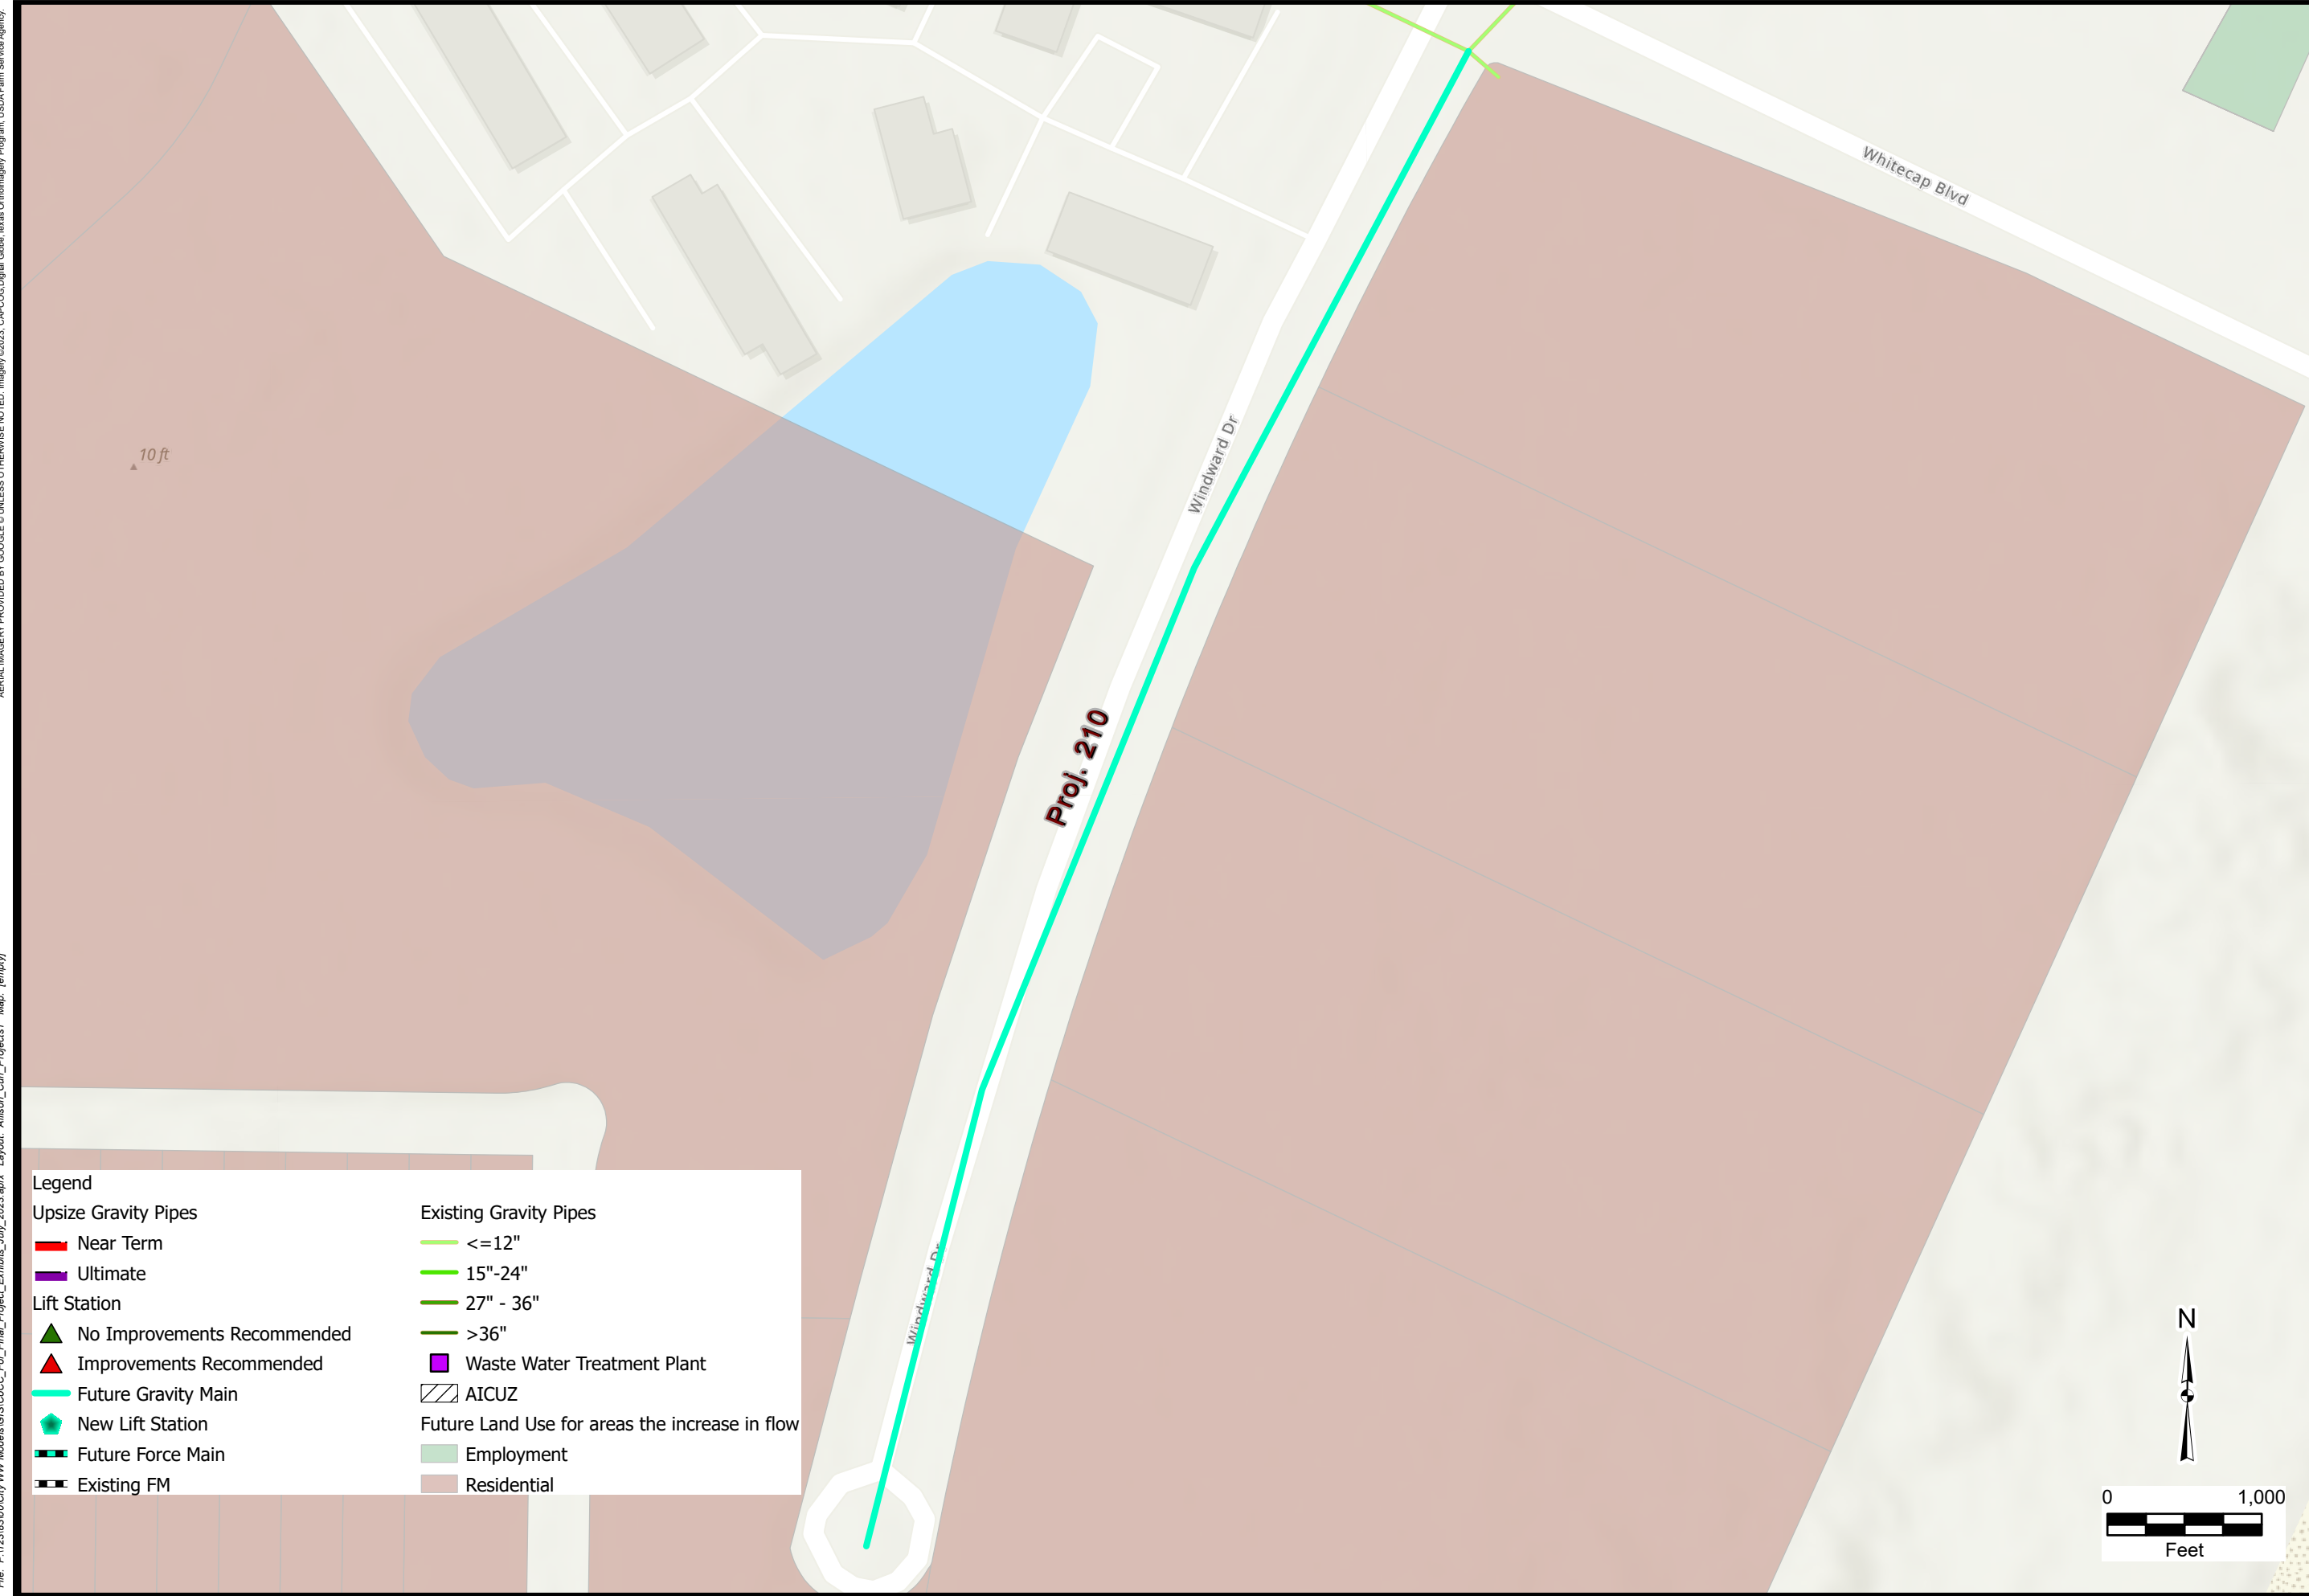 Whitecap Blvd
10 ft
Windward Dr
Proj. 210
Windward Dr
Legend
Upsize Gravity Pipes
Near Term
Ultimate
Lift Station
No Improvements Recommended
Improvements Recommended
Future Gravity Main
New Lift Station
Future Force Main
Existing FM
Existing Gravity Pipes
<=12"
15"-24"
27" - 36"
>36"
Waste Water Treatment Plant
AICUZ
Future Land Use for areas the increase in flow
Employment
Residential
N
0 1,000
Feet